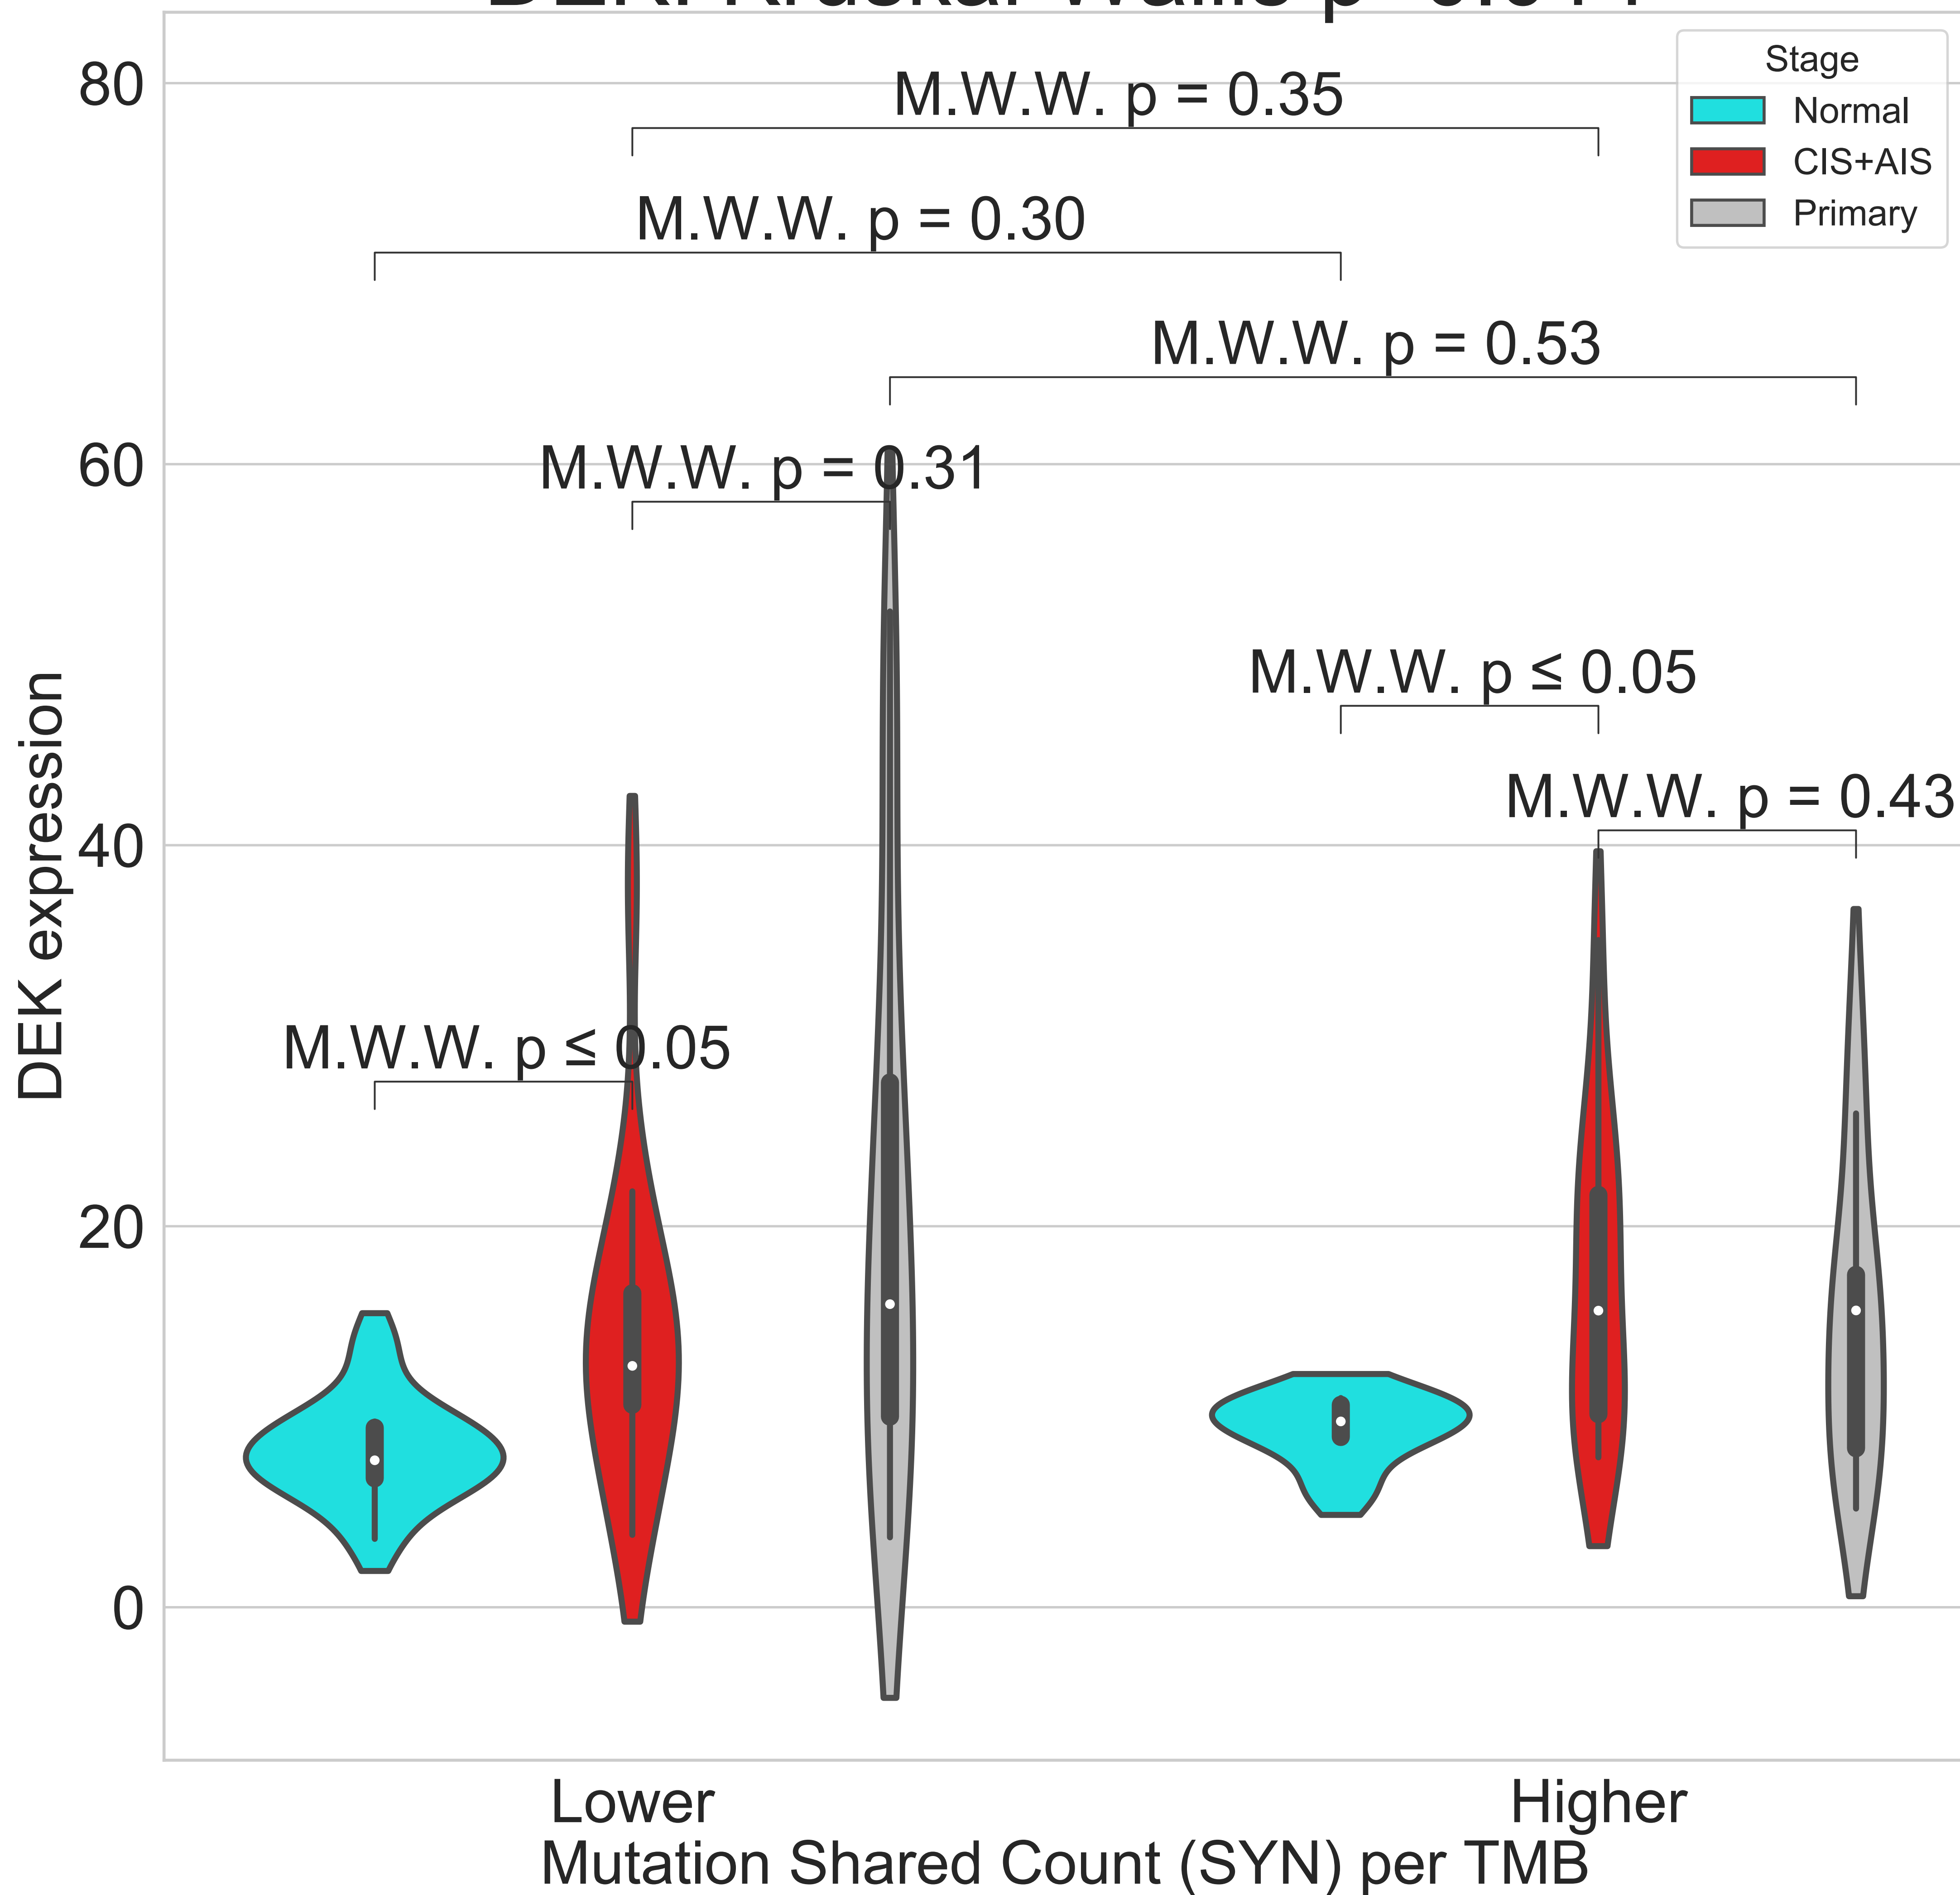 80
M.W.W. p = 0.35
Stage
Normal
CIS+AIS
Primary
M.W.W. p = 0.30
M.W.W. p = 0.53
60
M.W.W. p = 0.31
M.W.W. p ≤ 0.05
M.W.W. p = 0.43
40
M.W.W. p ≤ 0.05
20
0
DEK expression
Lower
Higher
Mutation Shared Count (SYN) per TMB